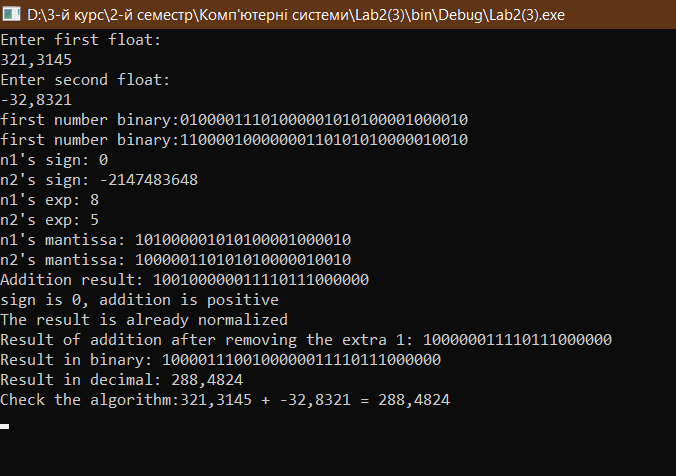 D:\3-й курс\2-й семестр\Комп'ютерні системи\Lab2(3)\bin\Debug\Lab2(3).exe
Enter first float:
321,3145
Enter second float:
-32,8321
first number binary:01000011101000001010100001000010
first number binary:11000010000000110101010000010010
n1's sign: 0
n2's sign: -2147483648
n1's exp: 8
n2's exp: 5
n1's mantissa: 101000001010100001000010
n2's mantissa: 100000110101010000010010
Addition result: 100100000011110111000000
sign is 0, addition is positive
The result is already normalized
Result of addition after removing the extra 1: 100000011110111000000
Result in binary: 1000011100100000011110111000000
Result in decimal: 288,4824
Check the algorithm:321,3145 + -32,8321 = 288,4824